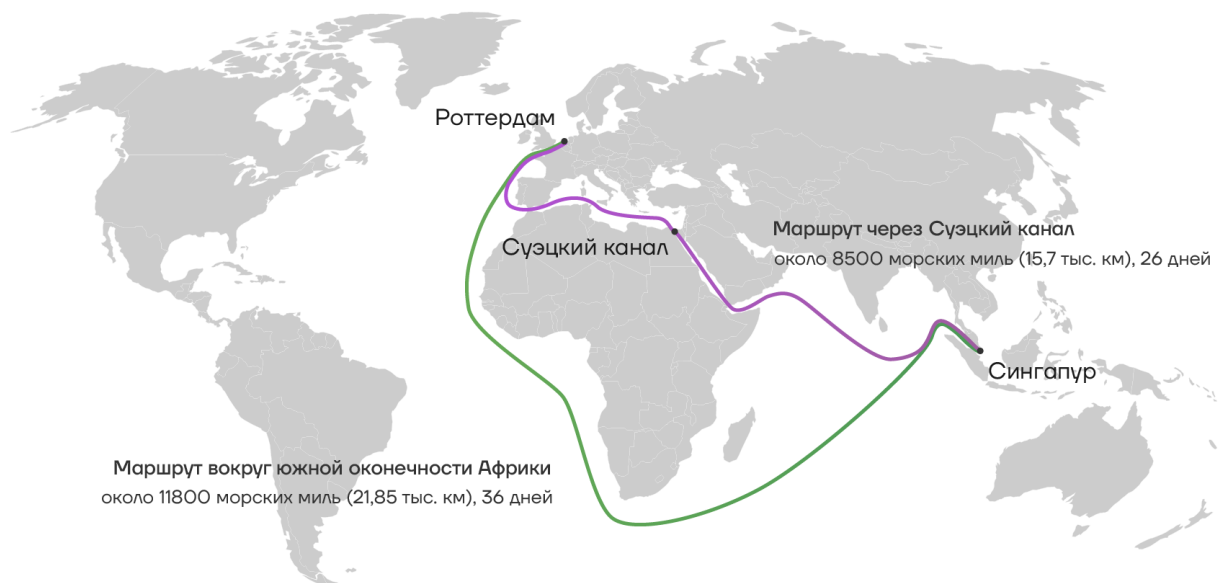 Роттердам
Суэцкий канал
Маршрут через Суэцкий канал
около 8500 морских миль (15,7 тыс. км), 26 дней
Сингапур
Маршрут вокруг южной оконечности Африки
около 11800 морских миль (21,85 тыс. км), 36 дней